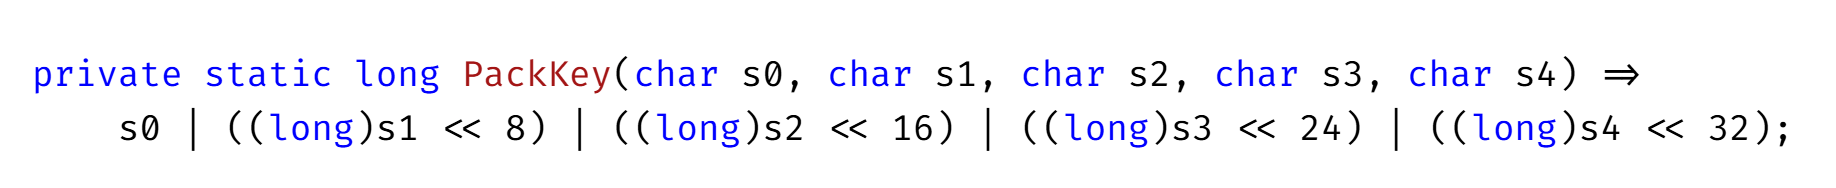 private static long PackKey(char s0, char s1, char s2, char s3, char s4) =>
s0 | ((long)s1 << 8) | ((long)s2 << 16) | ((long)s3 << 24) | ((long)s4 << 32);